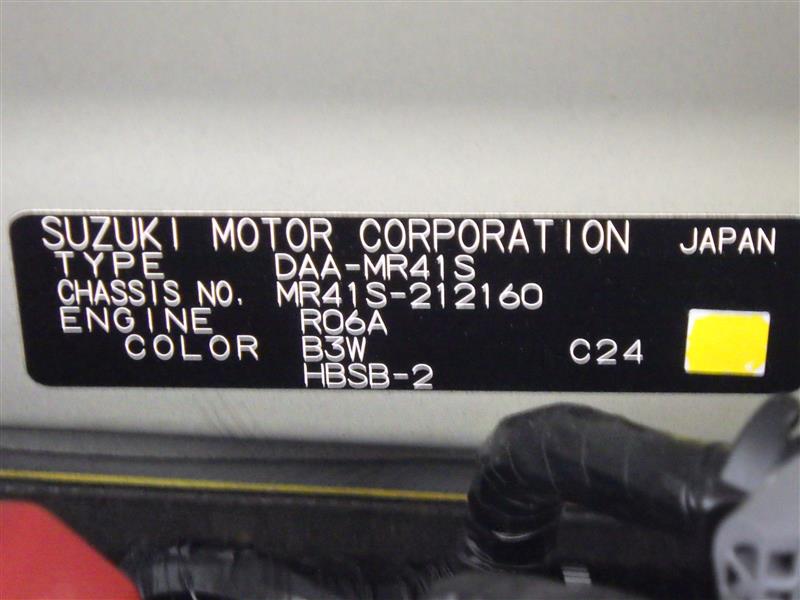 SUZUKI MOTOR CORPORATION JAPAN
TYPE DAA-MR41S
CHASSIS NO. MR41S-212160
ENGINE R06A
COLOR B3W C24
HBSB-2